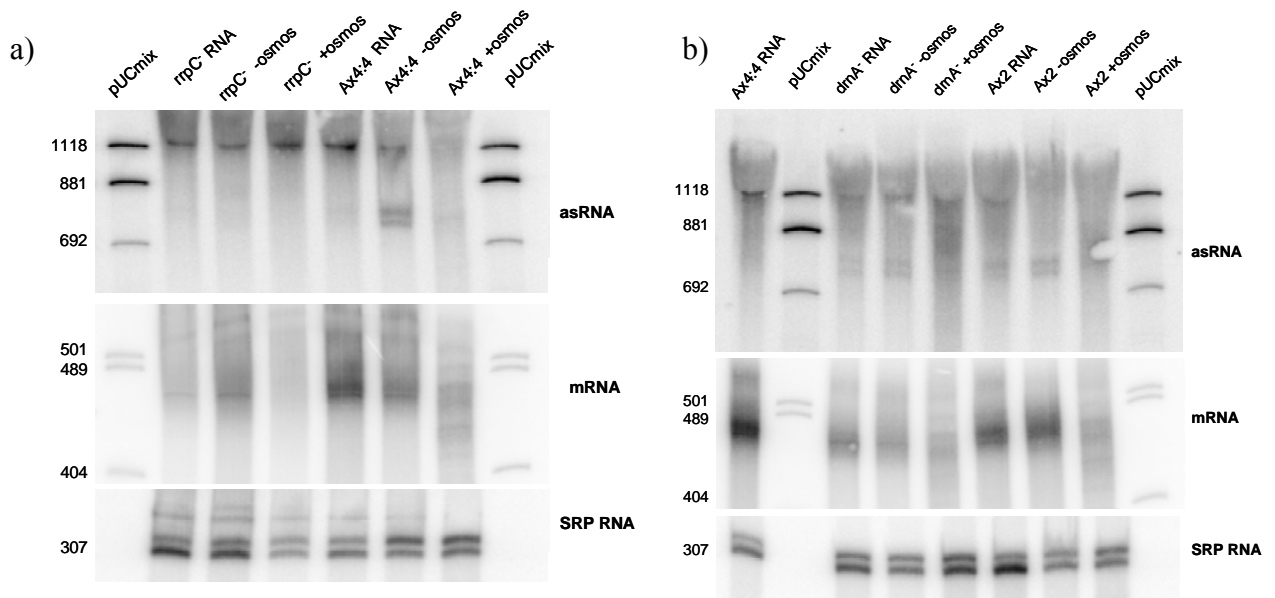 a)
pUCmix
rrpC- RNA
rrpC- -osmos
rrpC- +osmos
Ax4:4 RNA
Ax4:4 -osmos
Ax4:4 +osmos
pUCmix
1118
881
692
asRNA
501
489
404
mRNA
307
SRP RNA
b)
Ax4:4 RNA
pUCmix
drnA- RNA
drnA- -osmos
drnA- +osmos
Ax2 RNA
Ax2 -osmos
Ax2 +osmos
pUCmix
1118
881
692
asRNA
501
489
404
mRNA
307
SRP RNA